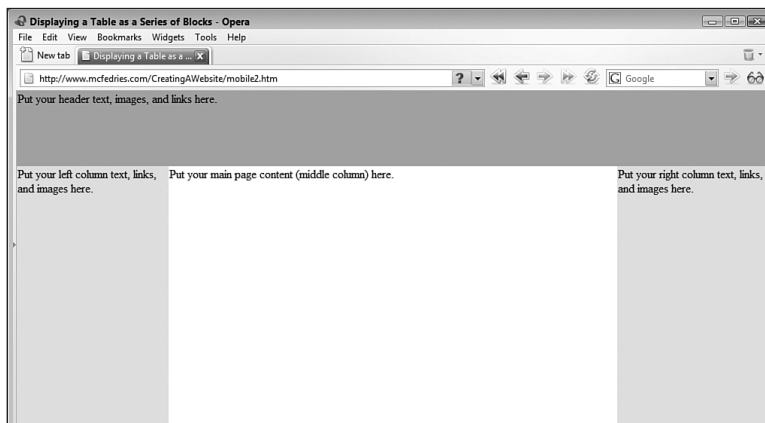 Displaying a Table as a Series of Blocks - Opera
File Edit View Bookmarks Widgets Tools Help
New tab Displaying a Table as a ... X
http://www.mcfedries.com/CreatingAWebsite/mobile2.htm ? G Google
Put your header text, images, and links here.
Put your left column text, links,
and images here.
Put your main page content (middle column) here.
Put your right column text, links,
and images here.